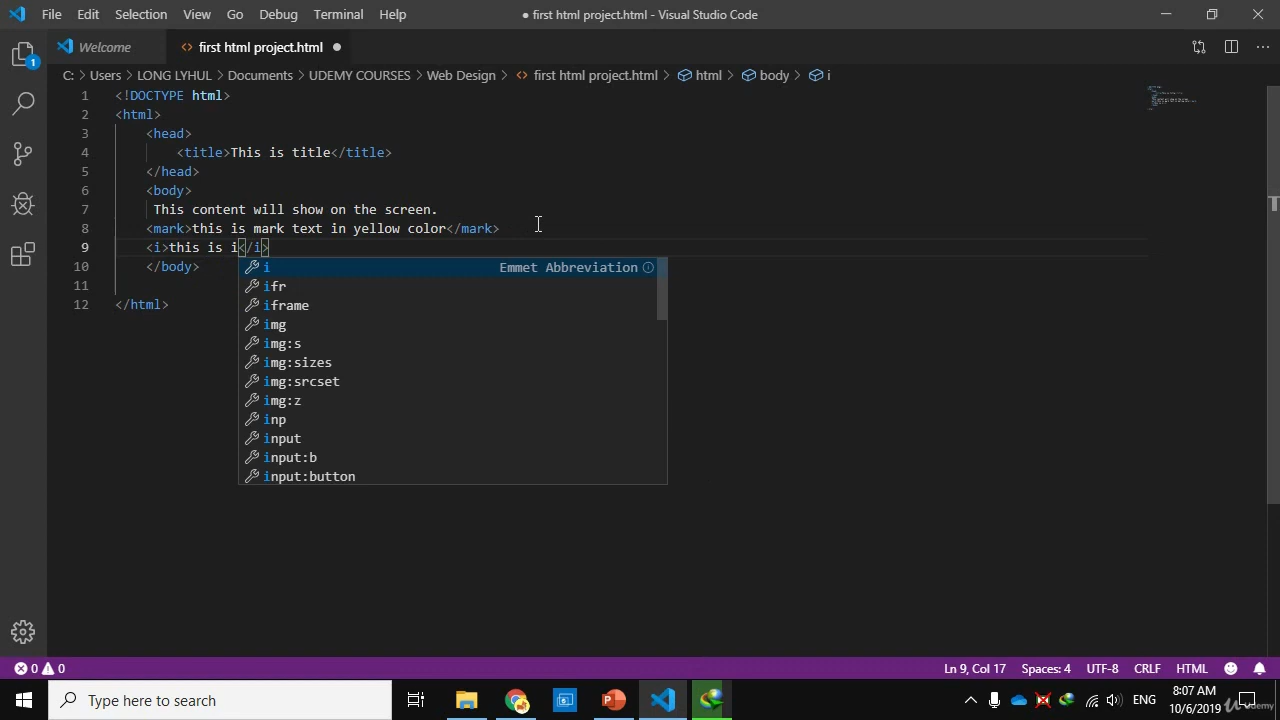 File Edit Selection View Go Debug Terminal Help ● first html project.html - Visual Studio Code
Welcome first html project.html ●
C: > Users > LONG LYHUL > Documents > UDEMY COURSES > Web Design > first html project.html > html > body > i
1 <!DOCTYPE html>
1
2 <html>
3 <head>
4 <title>This is title</title>
5 </head>
6 <body>
7 This content will show on the screen.
8 <mark>this is mark text in yellow color</mark>
9 <i>this is i</i>
10 </body>
11
12 </html>
i Emmet Abbreviation
ifr
iframe
img
img:s
img:sizes
img:srcset
img:z
inp
input
input:b
input:button
0 0 Ln 9, Col 17 Spaces: 4 UTF-8 CRLF HTML
Type here to search
ENG
8:07 AM
10/6/2019
Udemy